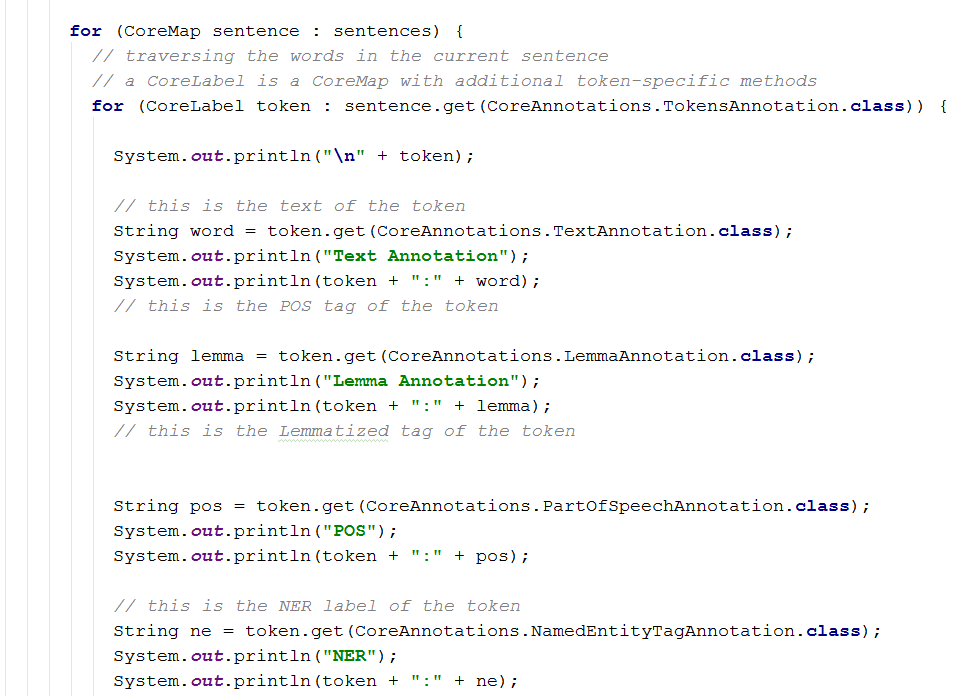 for (CoreMap sentence : sentences) {
// traversing the words in the current sentence
// a CoreLabel is a CoreMap with additional token-specific methods
for (CoreLabel token : sentence.get(CoreAnnotations.TokensAnnotation.class)) {
System.out.println("\n" + token);
// this is the text of the token
String word = token.get(CoreAnnotations.TextAnnotation.class);
System.out.println("Text Annotation");
System.out.println(token + ":" + word);
// this is the POS tag of the token
String lemma = token.get(CoreAnnotations.LemmaAnnotation.class);
System.out.println("Lemma Annotation");
System.out.println(token + ":" + lemma);
// this is the Lemmatized tag of the token
String pos = token.get(CoreAnnotations.PartOfSpeechAnnotation.class);
System.out.println("POS");
System.out.println(token + ":" + pos);
// this is the NER label of the token
String ne = token.get(CoreAnnotations.NamedEntityTagAnnotation.class);
System.out.println("NER");
System.out.println(token + ":" + ne);